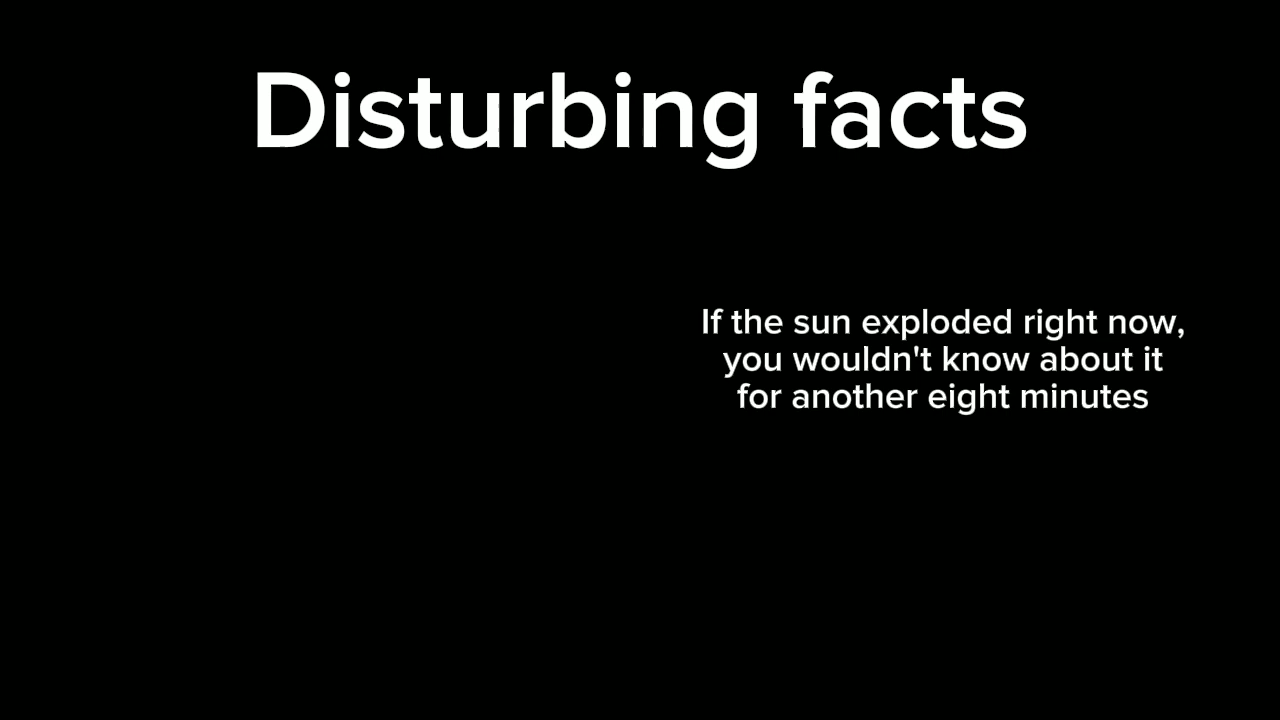 Disturbing facts
If the sun exploded right now,
you wouldn't know about it
for another eight minutes